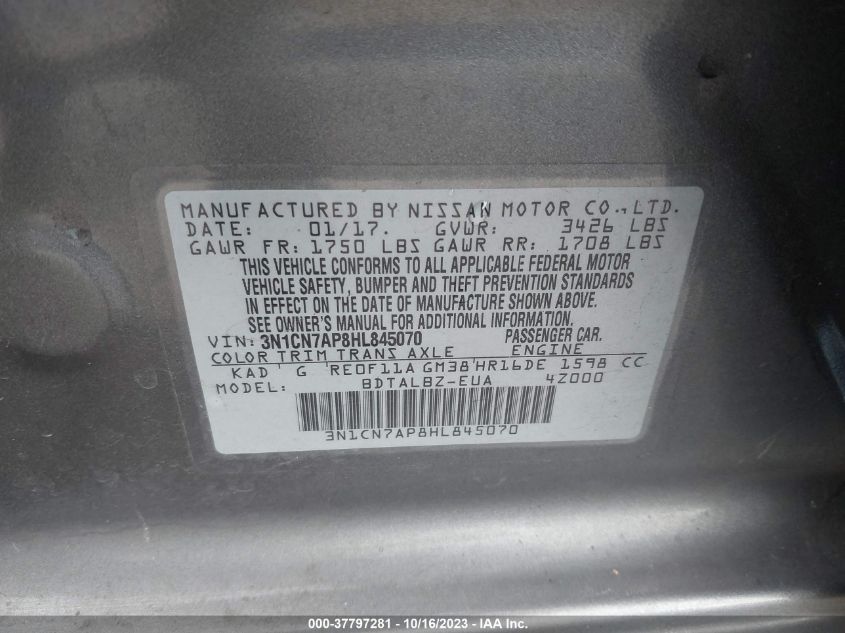 MANUFACTURED BY NISSAN MOTOR CO.,LTD.
DATE: 01/17. GVWR: 3426 LBS
GAWR FR: 1750 LBS GAWR RR: 1708 LBS
THIS VEHICLE CONFORMS TO ALL APPLICABLE FEDERAL MOTOR
VEHICLE SAFETY, BUMPER AND THEFT PREVENTION STANDARDS
IN EFFECT ON THE DATE OF MANUFACTURE SHOWN ABOVE.
SEE OWNER'S MANUAL FOR ADDITIONAL INFORMATION.
VIN: 3N1CN7AP8HL845070 PASSENGER CAR.
COLOR TRIM TRANS AXLE ENGINE
KAD G RE0F11A GM38 HR16DE 1598 CC
MODEL: BDTALBZ-EUA 4Z000
3N1CN7AP8HL845070
000-37797281 - 10/16/2023 - IAA Inc.